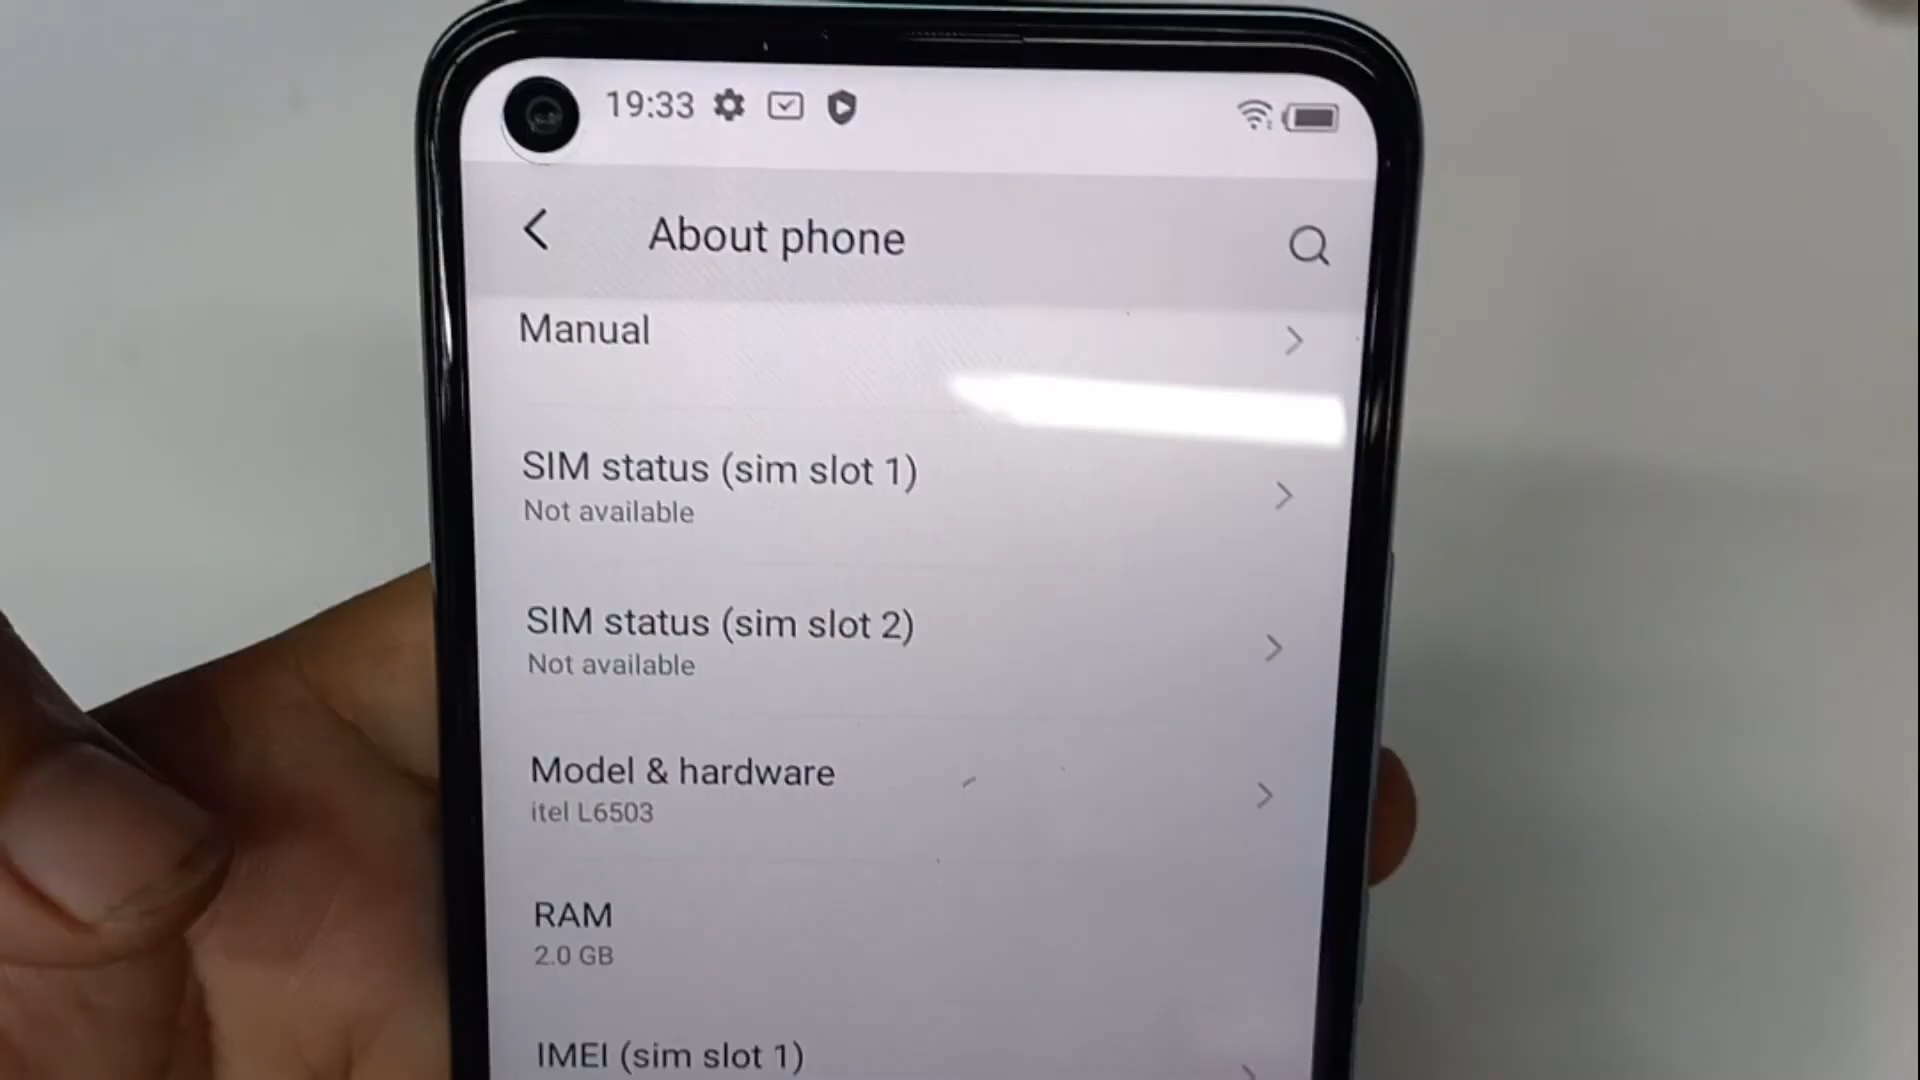 19:33
About phone
Manual
SIM status (sim slot 1)
Not available
SIM status (sim slot 2)
Not available
Model & hardware
itel L6503
RAM
2.0 GB
IMEI (sim slot 1)